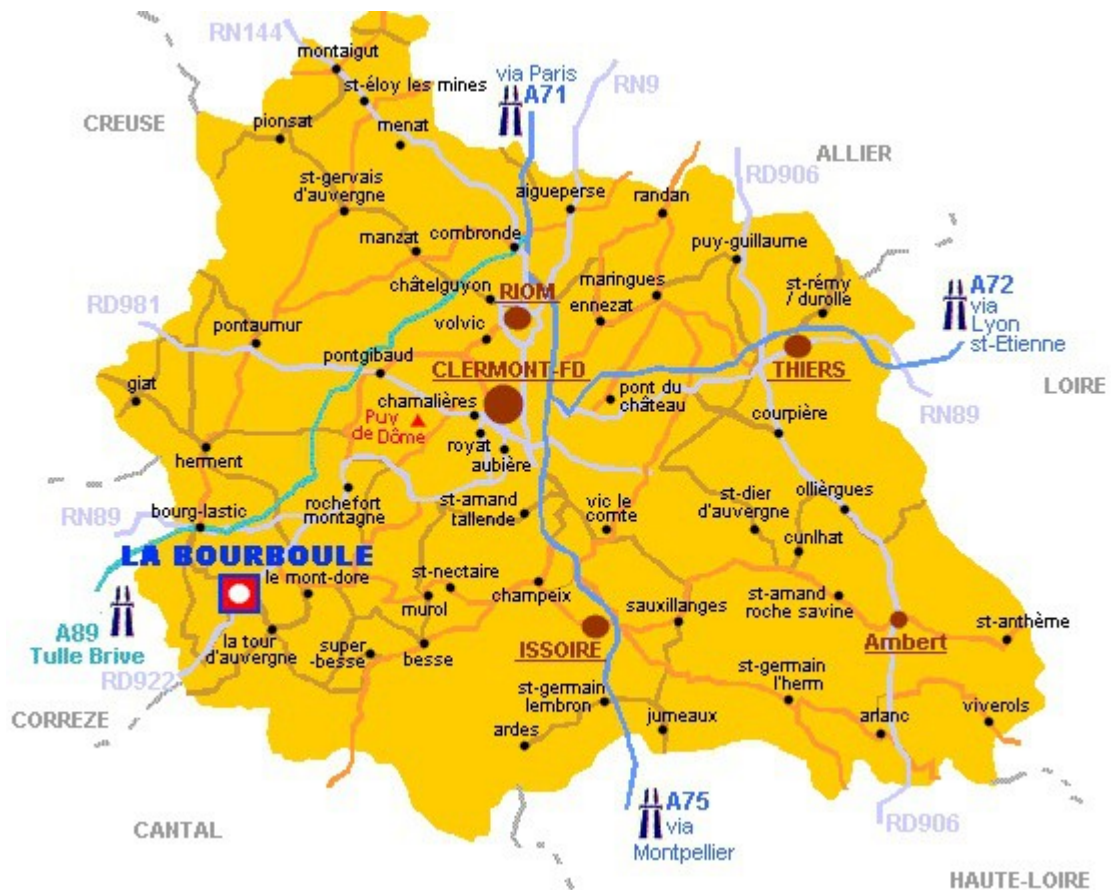 RN144
montaigut
via Paris
A71
RN9
st-éloy les mines
CREUSE
pionsat
menat
ALLIER
RD906
st-gervais
d'auvergne
aigueperse
randan
manzat
combronde
puy-guillaume
châtelguyon
maringues
st-rémy
/ durolle
A72
via
Lyon
st-Etienne
RD981
RIOM
ennezat
pontaumur
volvic
pontgibaud
CLERMONT-FD
THIERS
LOIRE
giat
chamalières
pont du
château
RN89
Puy
de Dôme
courpière
royat
herment
aubière
rochefort
montagne
st-amand
tallende
vic le
comte
st-dier
d'auvergne
ollièrgues
bourg-lastic
RN89
cunlhat
LA BOURBOULE
le mont-dore
st-nectaire
champeix
murol
sauxillanges
st-amand
roche savine
st-anthème
A89
Tulle Brive
la tour
d'auvergne
super
-besse
besse
ISSOIRE
Ambert
RD922
st-germain
lembron
st-germain
l'herm
CORREZE
ardes
jumeaux
arlanc
viverols
A75
via
Montpellier
CANTAL
RD906
HAUTE-LOIRE